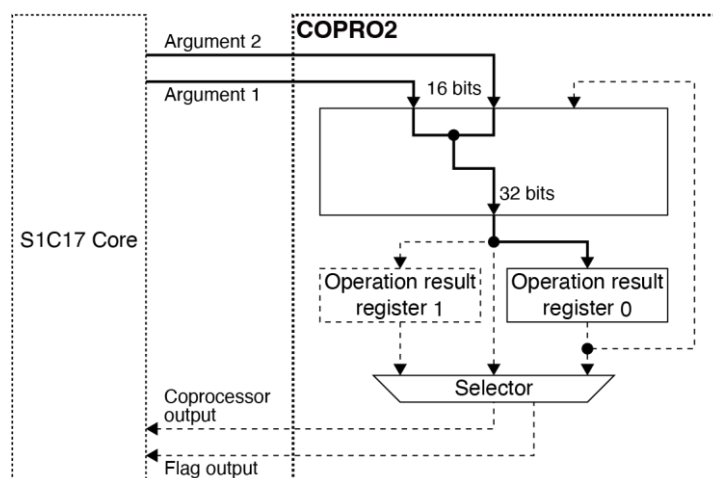 COPRO2
Argument 2
Argument 1
16 bits
32 bits
S1C17 Core
Operation result
register 1
Operation result
register 0
Selector
Coprocessor
output
Flag output